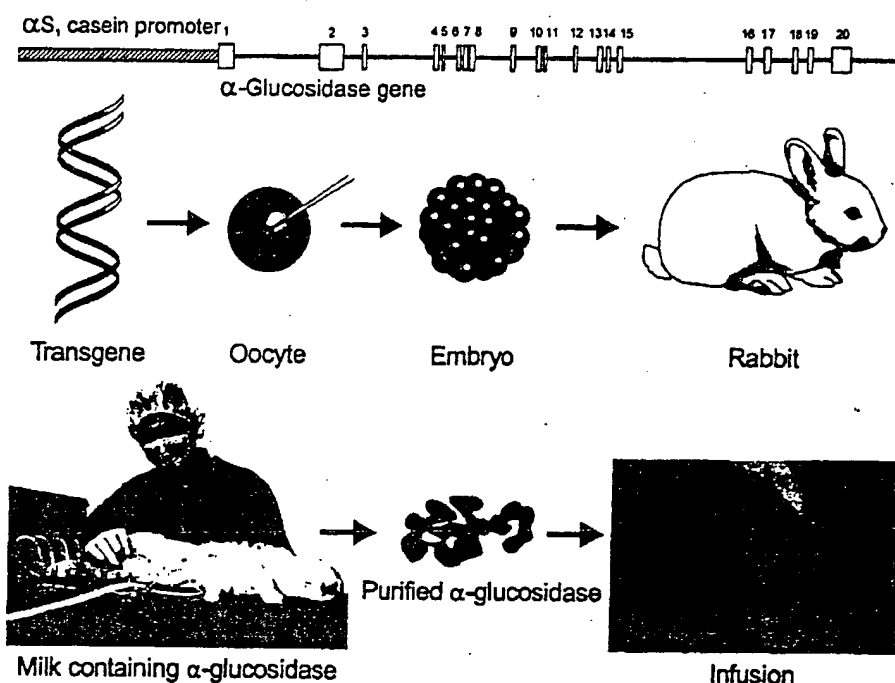 αS, casein promoter
1 2 3 4 5 6 7 8 9 10 11 12 13 14 15 16 17 18 19 20
α-Glucosidase gene
Transgene Oocyte Embryo Rabbit
Purified α-glucosidase
Milk containing α-glucosidase Infusion